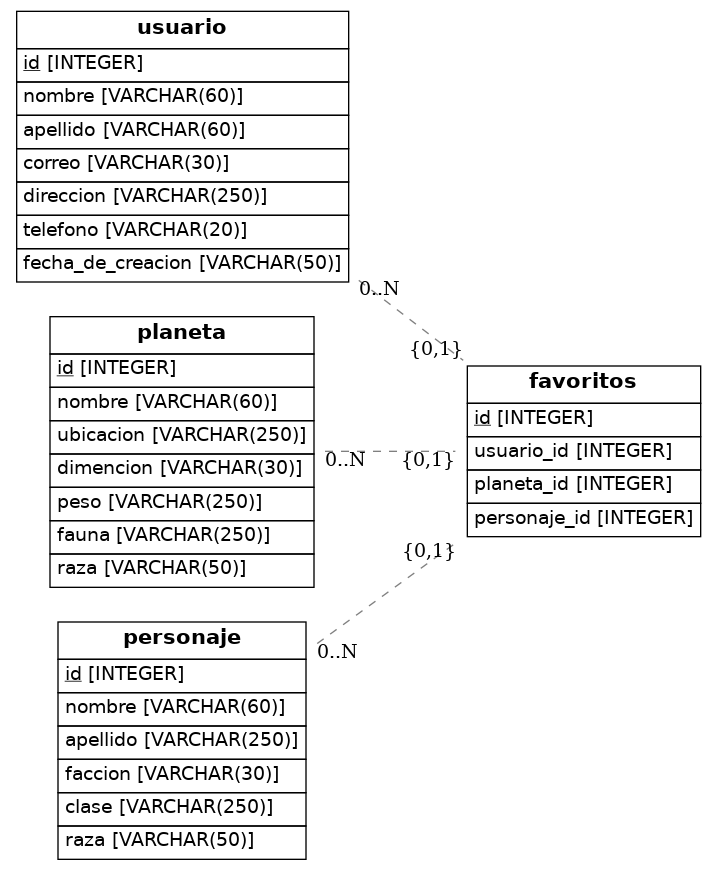 usuario
id [INTEGER]
nombre [VARCHAR(60)]
apellido [VARCHAR(60)]
correo [VARCHAR(30)]
direccion [VARCHAR(250)]
telefono [VARCHAR(20)]
fecha_de_creacion [VARCHAR(50)]
0..N
{0,1}
planeta
id [INTEGER]
nombre [VARCHAR(60)]
ubicacion [VARCHAR(250)]
dimencion [VARCHAR(30)]
peso [VARCHAR(250)]
fauna [VARCHAR(250)]
raza [VARCHAR(50)]
0..N
{0,1}
favoritos
id [INTEGER]
usuario_id [INTEGER]
planeta_id [INTEGER]
personaje_id [INTEGER]
{0,1}
0..N
personaje
id [INTEGER]
nombre [VARCHAR(60)]
apellido [VARCHAR(250)]
faccion [VARCHAR(30)]
clase [VARCHAR(250)]
raza [VARCHAR(50)]